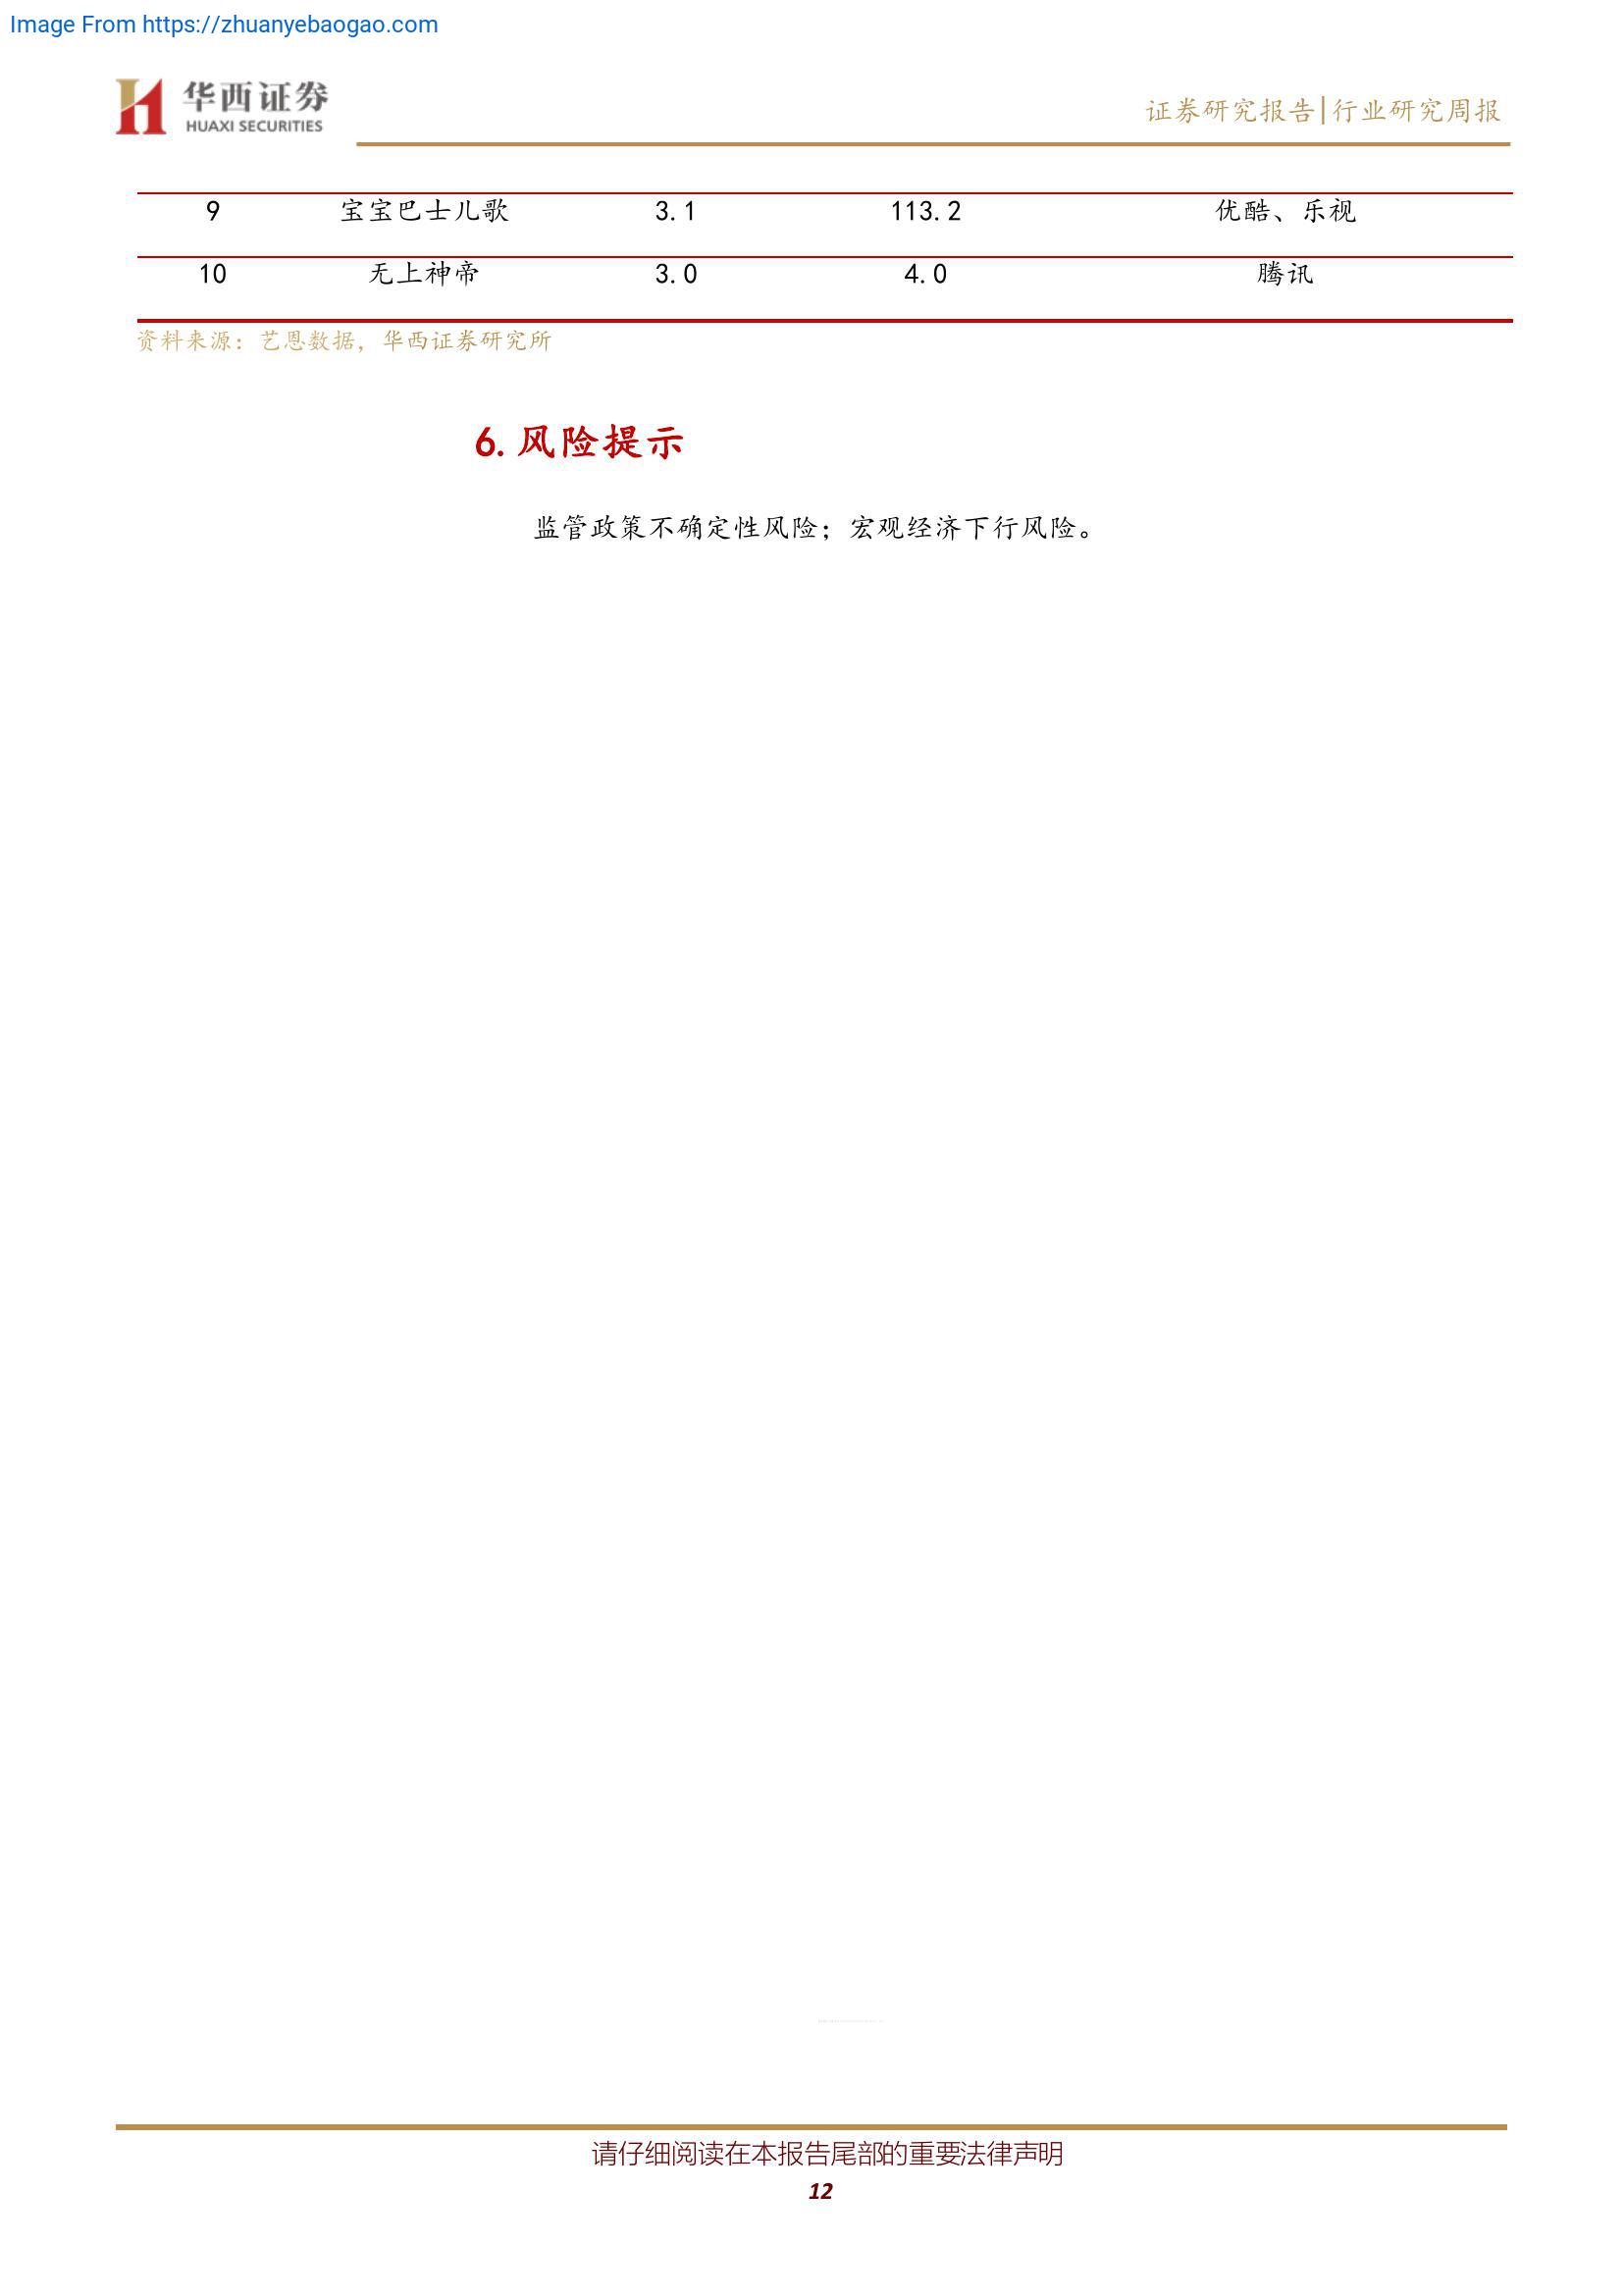 Image From https://zhuanyebaogao.com
华西证券
HUAXI SECURITIES
证券研究报告|行业研究周报
9 宝宝巴士儿歌 3.1 113.2 优酷、乐视
10 无上神帝 3.0 4.0 腾讯
资料来源：艺恩数据，华西证券研究所
6.风险提示
监管政策不确定性风险；宏观经济下行风险。
请仔细阅读在本报告尾部的重要法律声明
12